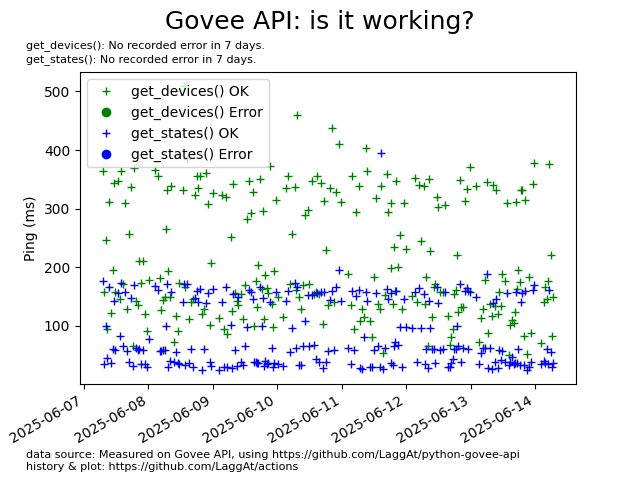 Govee API: is it working?
get_devices(): No recorded error in 7 days.
get_states(): No recorded error in 7 days.
get_devices() OK
get_devices() Error
get_states() OK
get_states() Error
Ping (ms)
500
400
300
200
100
2025-06-07
2025-06-08
2025-06-09
2025-06-10
2025-06-11
2025-06-12
2025-06-13
2025-06-14
data source: Measured on Govee API, using https://github.com/LaggAt/python-govee-api
history & plot: https://github.com/LaggAt/actions